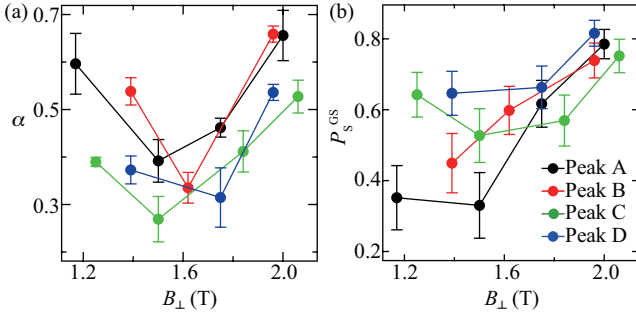 (a)
0.7
0.5
0.3
α
1.2
1.6
2.0
B⊥ (T)
(b)
0.8
0.6
0.4
0.2
P_S^GS
Peak A
Peak B
Peak C
Peak D
1.2
1.6
2.0
B⊥ (T)